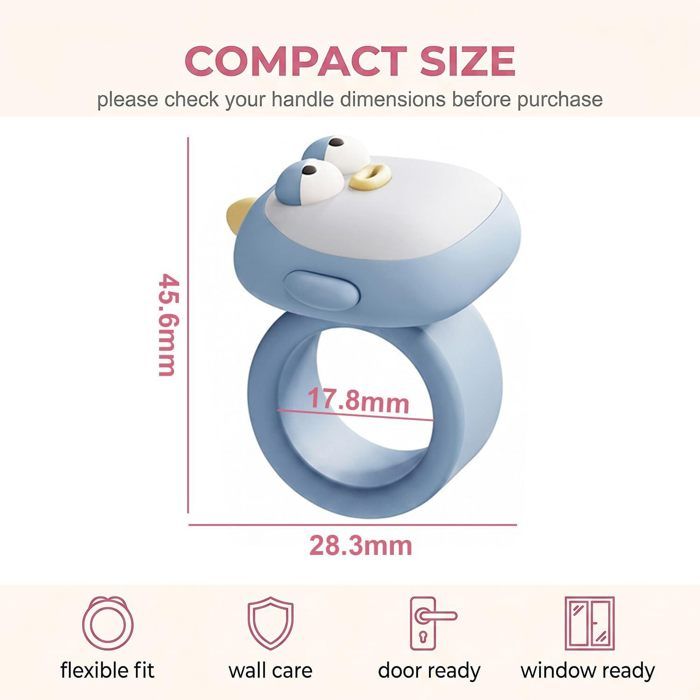 COMPACT SIZE
please check your handle dimensions before purchase
45.6mm
17.8mm
28.3mm
flexible fit
wall care
door ready
window ready